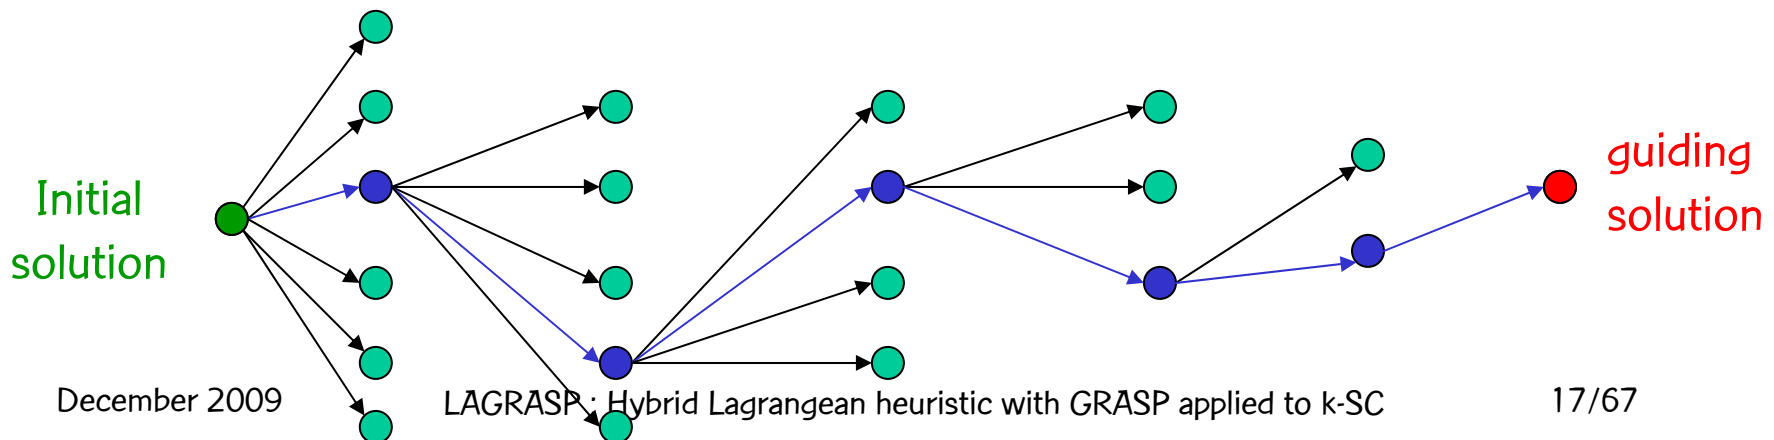 Initial
solution
guiding
solution
December 2009
LAGRASP : Hybrid Lagrangean heuristic with GRASP applied to k-SC
17/67